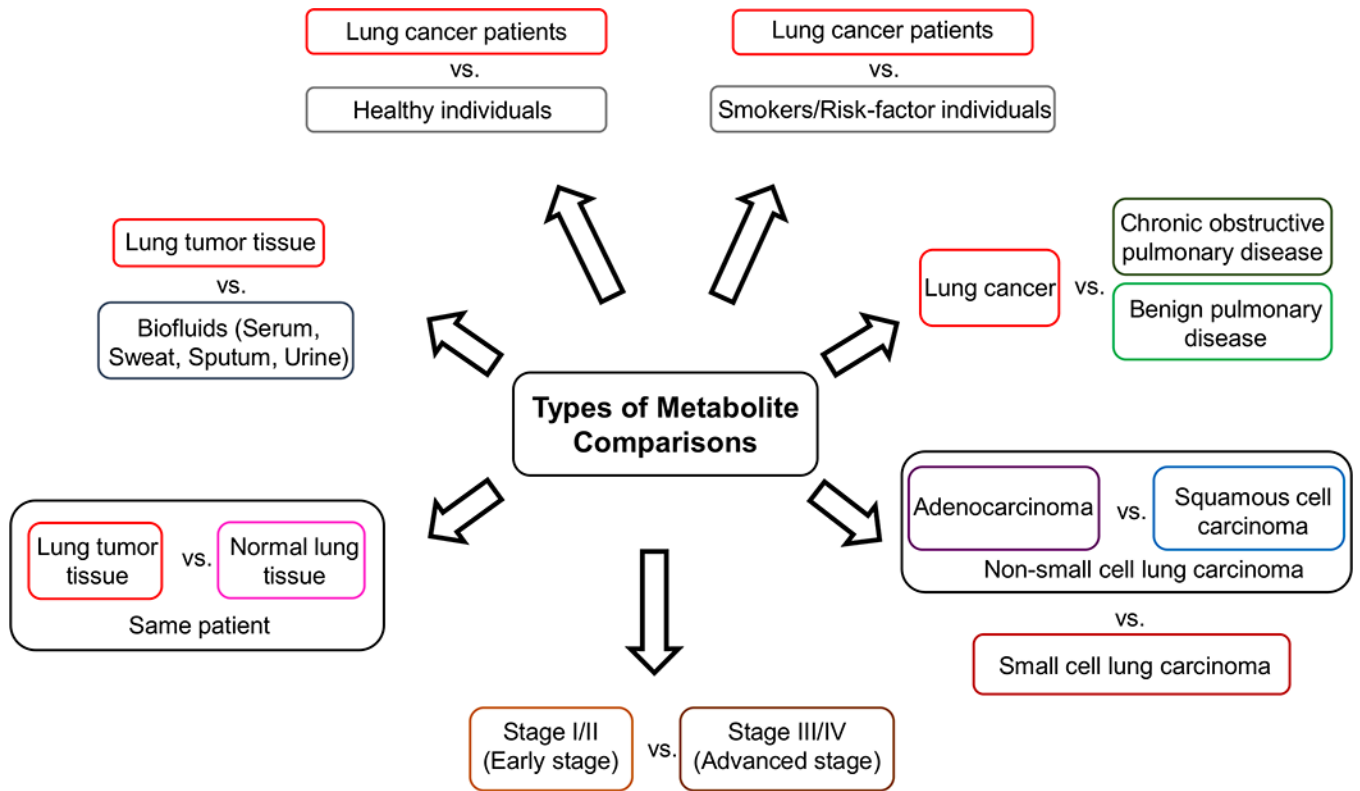 Lung cancer patients
vs.
Healthy individuals
Lung cancer patients
vs.
Smokers/Risk-factor individuals
Lung tumor tissue
vs.
Biofluids (Serum,
Sweat, Sputum, Urine)
Lung cancer
vs.
Chronic obstructive
pulmonary disease
Benign pulmonary
disease
Types of Metabolite
Comparisons
Lung tumor
tissue
vs.
Normal lung
tissue
Same patient
Adenocarcinoma
vs.
Squamous cell
carcinoma
Non-small cell lung carcinoma
vs.
Small cell lung carcinoma
Stage I/II
(Early stage)
vs.
Stage III/IV
(Advanced stage)